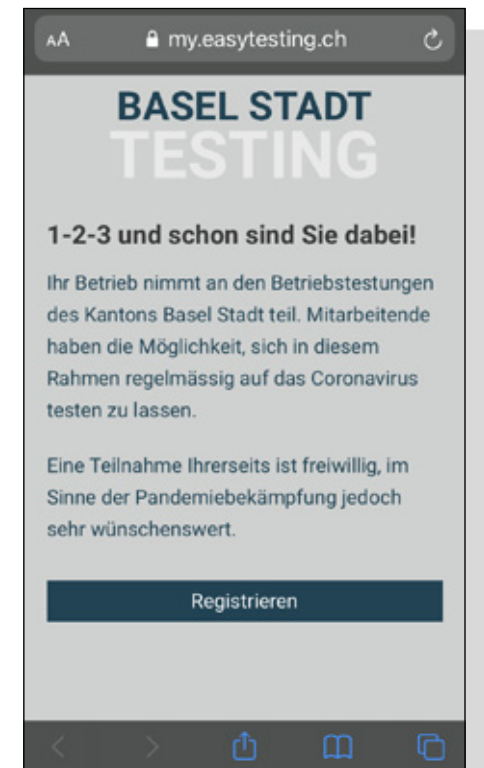 AA my.easytesting.ch
BASEL STADT
TESTING
1-2-3 und schon sind Sie dabei!
Ihr Betrieb nimmt an den Betriebstestungen
des Kantons Basel Stadt teil. Mitarbeitende
haben die Möglichkeit, sich in diesem
Rahmen regelmässig auf das Coronavirus
testen zu lassen.
Eine Teilnahme Ihrerseits ist freiwillig, im
Sinne der Pandemiebekämpfung jedoch
sehr wünschenswert.
Registrieren